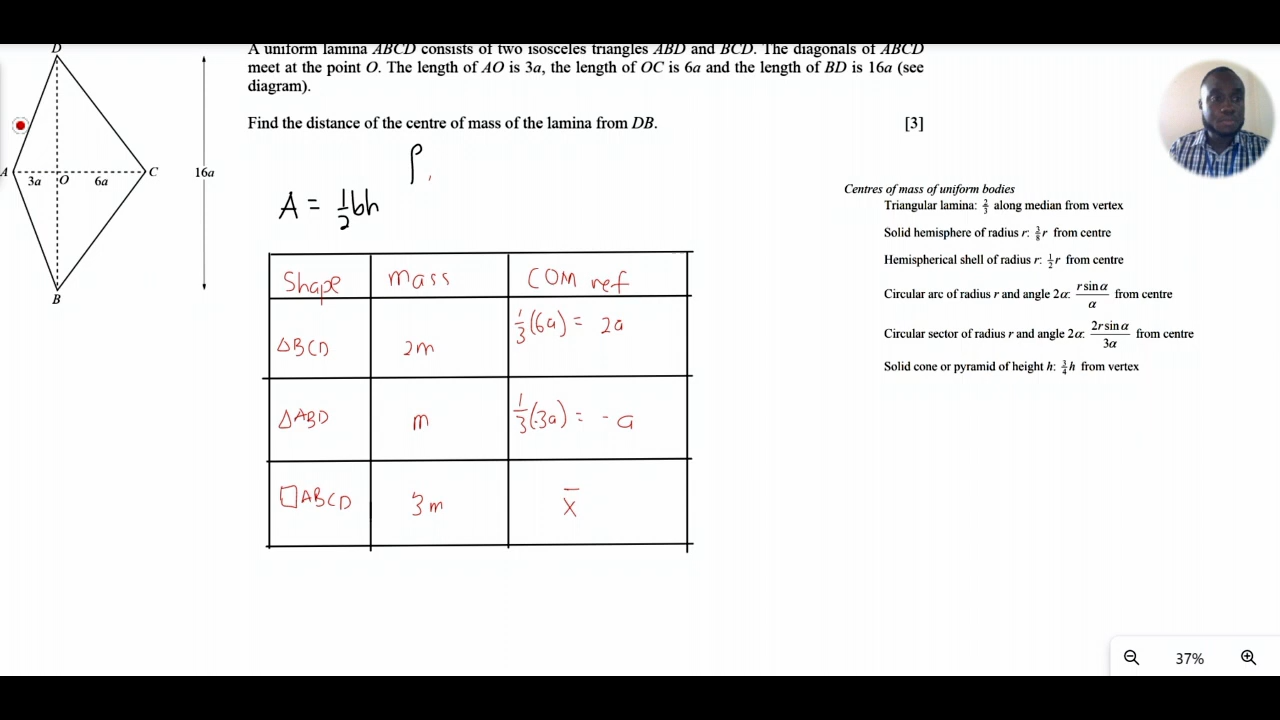 D
A
3a
O
6a
C
B
16a
A uniform lamina ABCD consists of two isosceles triangles ABD and BCD. The diagonals of ABCD
meet at the point O. The length of AO is 3a, the length of OC is 6a and the length of BD is 16a (see
diagram).
Find the distance of the centre of mass of the lamina from DB. [3]
ρ,
A = 1/2 bh
Shape mass COM ref
△BCD 2m 1/3(6a) = 2a
△ABD m 1/3(-3a) = -a
□ABCD 3m x̄
Centres of mass of uniform bodies
Triangular lamina: 2/3 along median from vertex
Solid hemisphere of radius r: 3/8 r from centre
Hemispherical shell of radius r: 1/2 r from centre
Circular arc of radius r and angle 2α: r sin α / α from centre
Circular sector of radius r and angle 2α: 2r sin α / 3α from centre
Solid cone or pyramid of height h: 3/4 h from vertex
37%